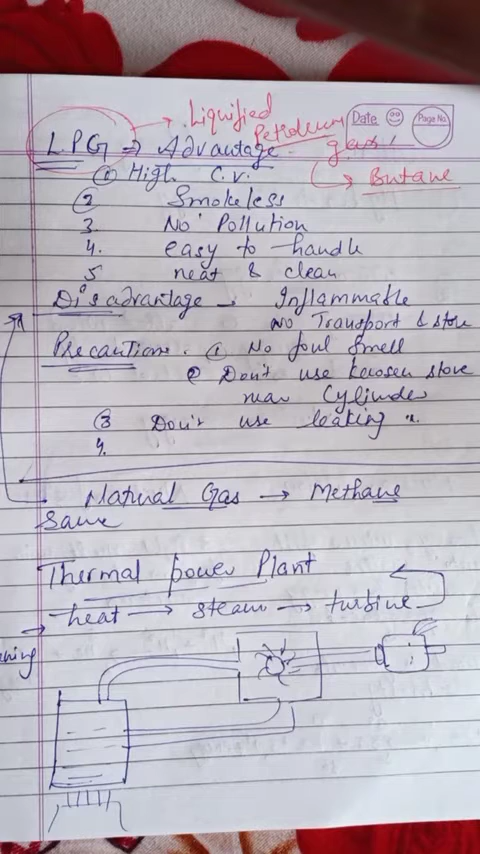 Liquified
Petroleum
gas
Date
Page No.
LPG ⇒ Advantage
→ Butane
① High C.V.
② Smokeless
3. No Pollution
4. easy to handle
5 neat & clean
Disadvantage - Inflammable
No Transport & store
Precaution. ① No foul Smell
② Don't use kerosen stove
near Cylinder
③ Don't use leaking "
4.
Natural Gas → Methane
Same
Thermal power Plant
heat → steam → turbine